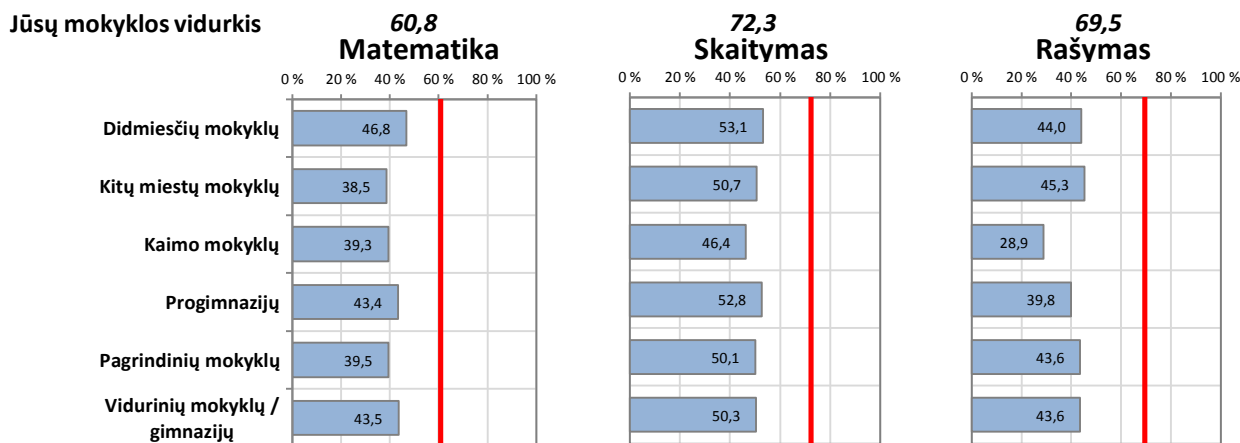 Jūsų mokyklos vidurkis 60,8 72,3 69,5
Matematika Skaitymas Rašymas
0 % 20 % 40 % 60 % 80 % 100 % 0 % 20 % 40 % 60 % 80 % 100 % 0 % 20 % 40 % 60 % 80 % 100 %
Didmiesčių mokyklų 46,8 53,1 44,0
Kitų miestų mokyklų 38,5 50,7 45,3
Kaimo mokyklų 39,3 46,4 28,9
Progimnazijų 43,4 52,8 39,8
Pagrindinių mokyklų 39,5 50,1 43,6
Vidurinių mokyklų /
gimnazijų 43,5 50,3 43,6